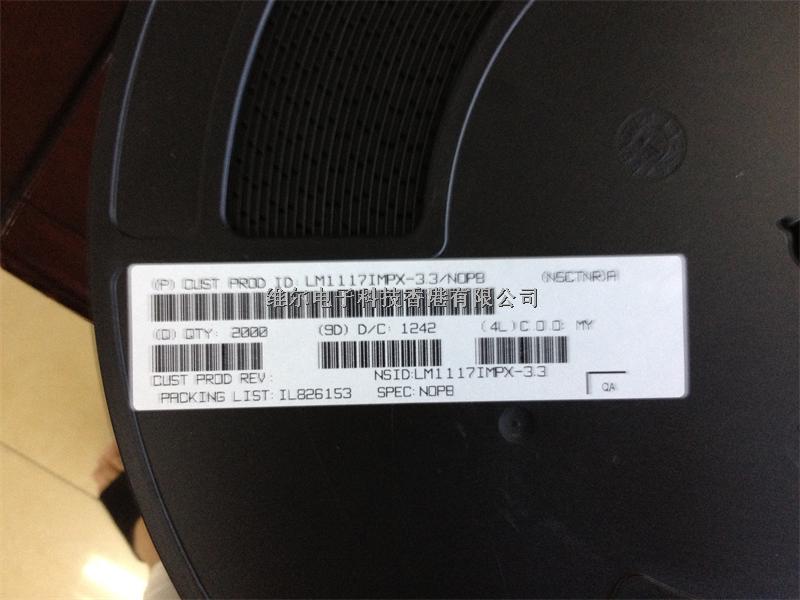 (P) CUST PROD ID: LM1117IMPX-3.3/NOPB (NSCTNR)A
维尔电子科技香港有限公司
(Q) QTY: 2000 (9D) D/C: 1242 (4L) C.O.O: MY
CUST PROD REV: NSID:LM1117IMPX-3.3
PACKING LIST: IL826153 SPEC: NOPB QA